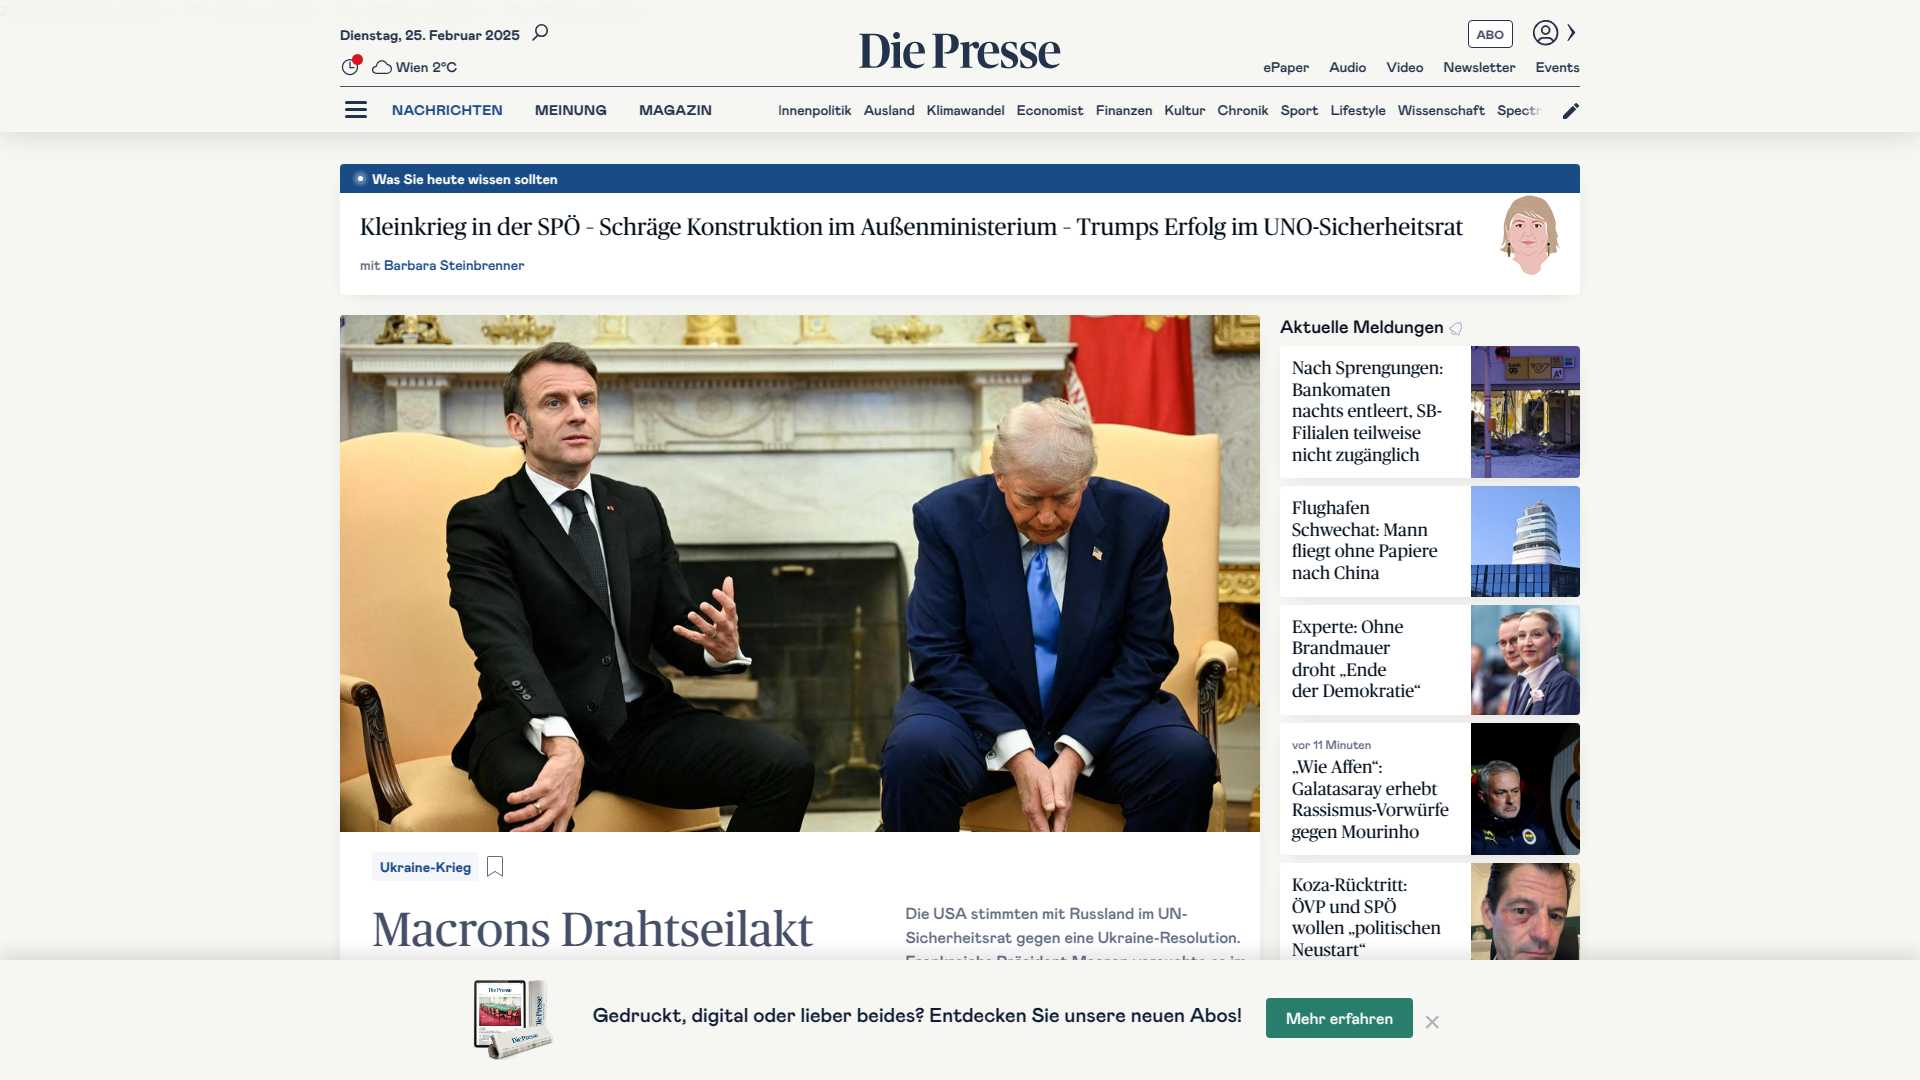 Dienstag, 25. Februar 2025
Wien 2°C
Die Presse
ABO
ePaper Audio Video Newsletter Events
NACHRICHTEN MEINUNG MAGAZIN
Innenpolitik Ausland Klimawandel Economist Finanzen Kultur Chronik Sport Lifestyle Wissenschaft Spectr
Was Sie heute wissen sollten
Kleinkrieg in der SPÖ – Schräge Konstruktion im Außenministerium – Trumps Erfolg im UNO-Sicherheitsrat
mit Barbara Steinbrenner
Ukraine-Krieg
Macrons Drahtseilakt
Die USA stimmten mit Russland im UN-
Sicherheitsrat gegen eine Ukraine-Resolution.
Aktuelle Meldungen
Nach Sprengungen:
Bankomaten
nachts entleert, SB-
Filialen teilweise
nicht zugänglich
Flughafen
Schwechat: Mann
fliegt ohne Papiere
nach China
Experte: Ohne
Brandmauer
droht „Ende
der Demokratie“
vor 11 Minuten
„Wie Affen“:
Galatasaray erhebt
Rassismus-Vorwürfe
gegen Mourinho
Koza-Rücktritt:
ÖVP und SPÖ
wollen „politischen
Neustart“
Die Presse
Die Presse
Die Presse
Gedruckt, digital oder lieber beides? Entdecken Sie unsere neuen Abos!
Mehr erfahren